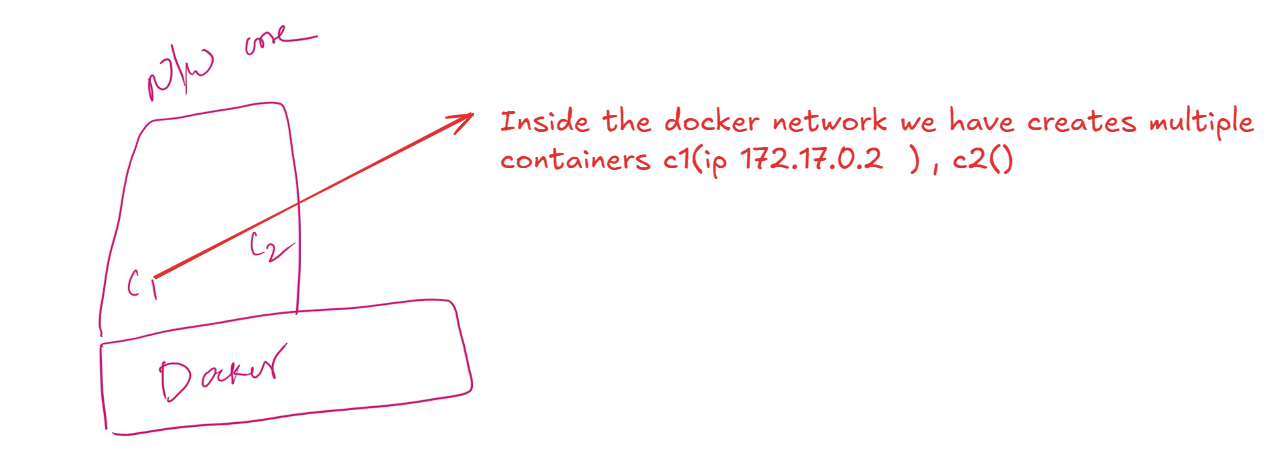 N/W one
Inside the docker network we have creates multiple
containers c1(ip 172.17.0.2 ) , c2()
C2
C1
Docker